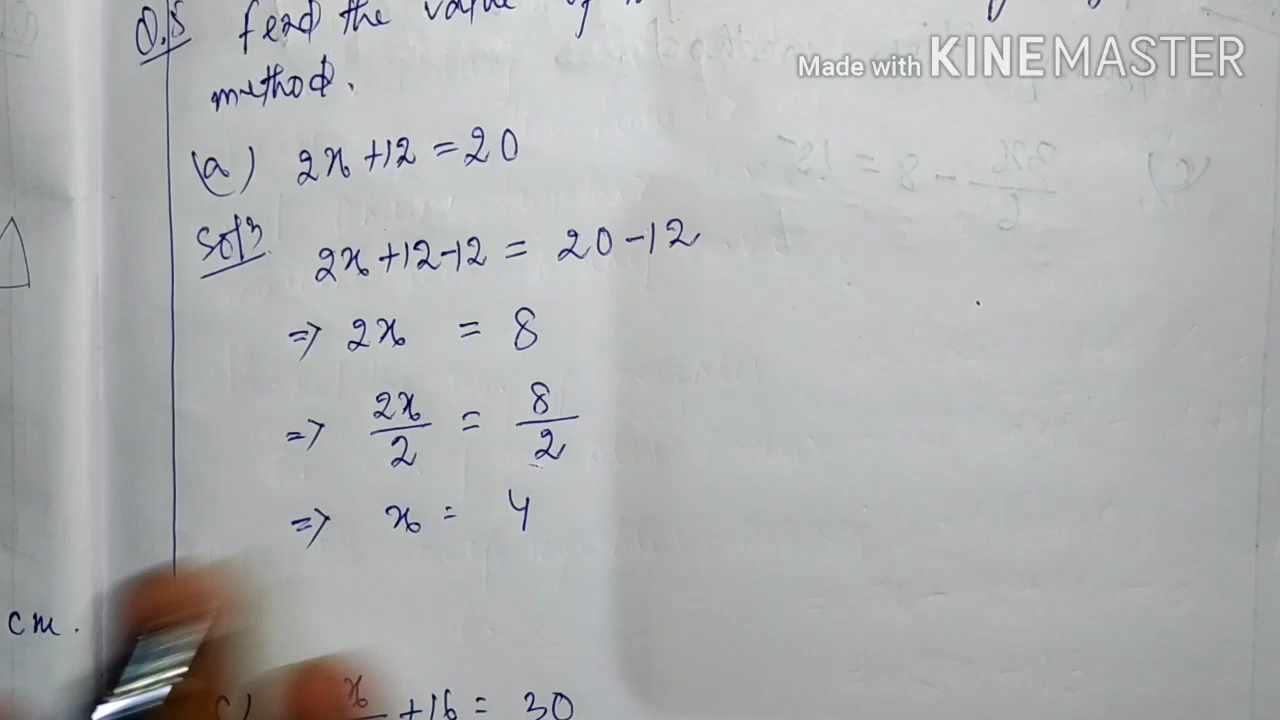 Made with KINEMASTER
Q.5 find the value of
method.
(a) 2x + 12 = 20
Sol?
2x + 12 - 12 = 20 - 12
=> 2x = 8
=> 2x/2 = 8/2
=> x = 4
cm.
c) x +16 = 30